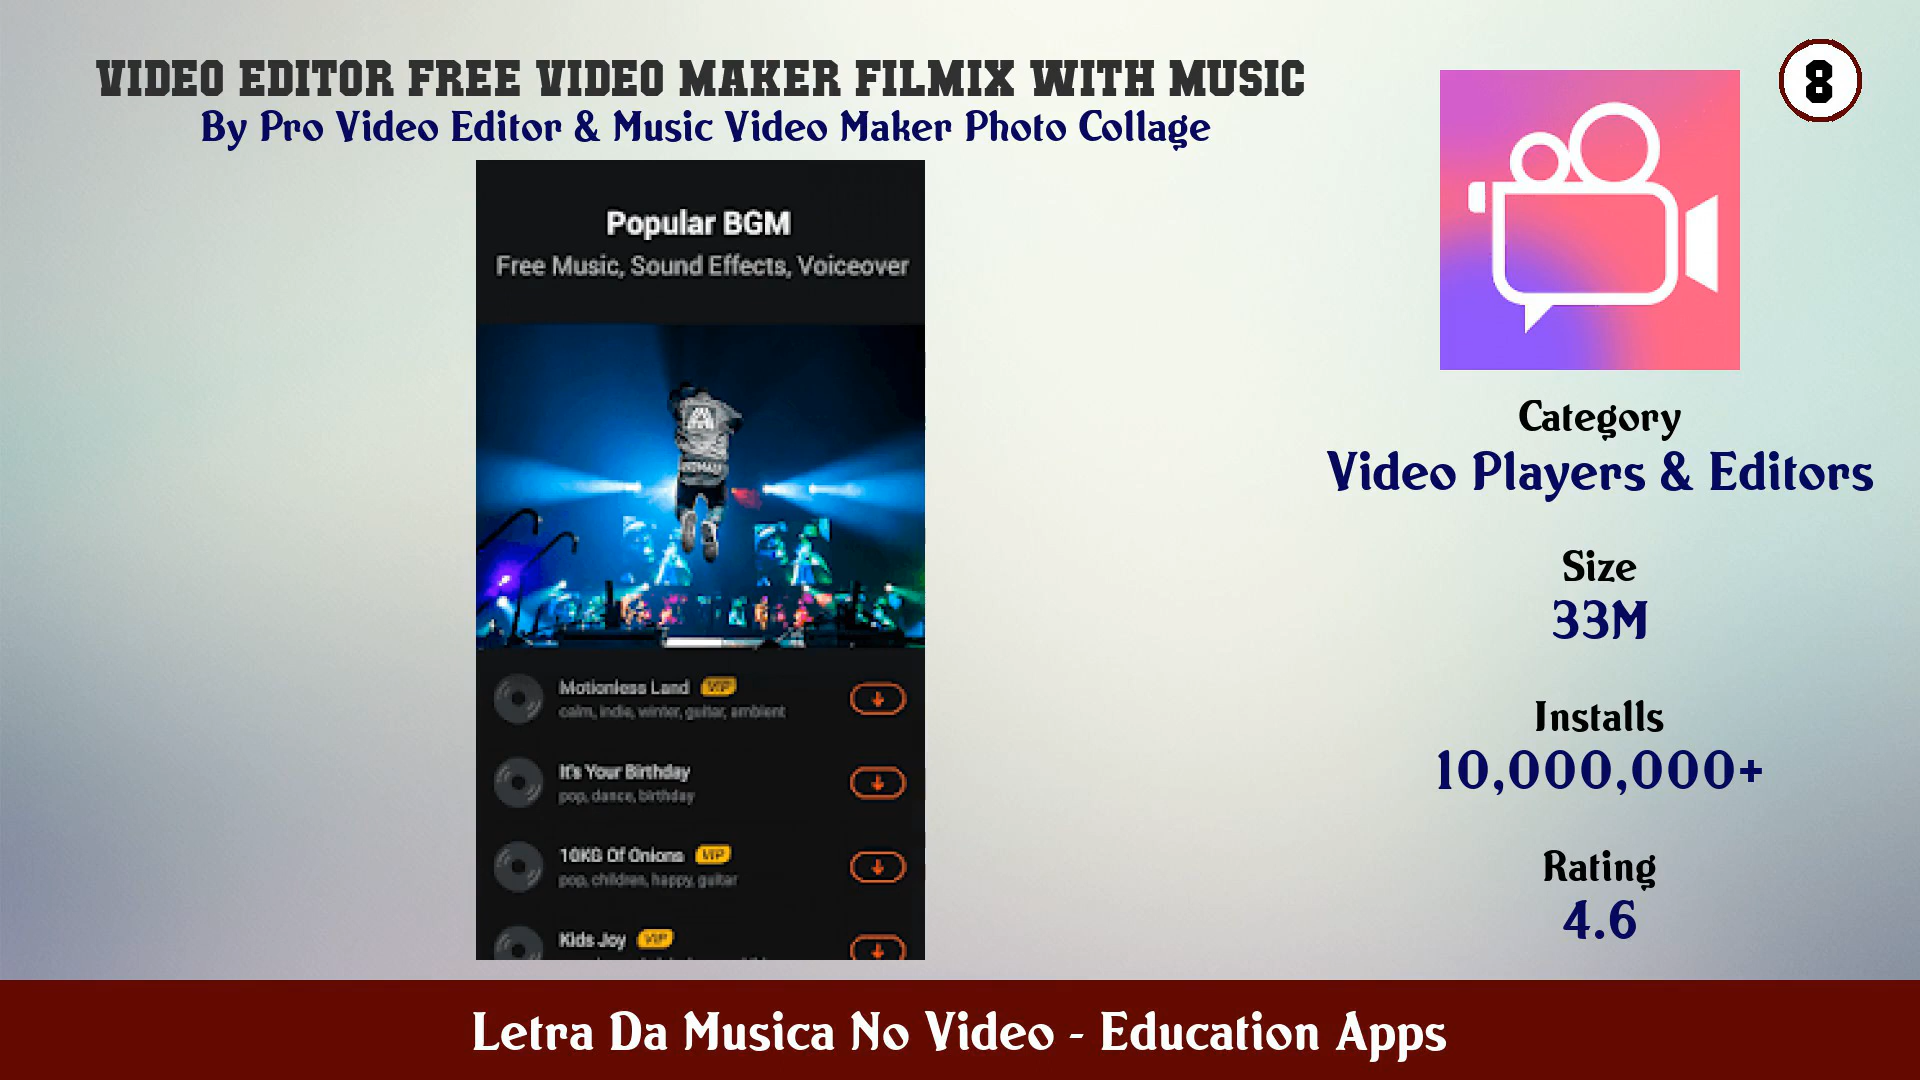 VIDEO EDITOR FREE VIDEO MAKER FILMIX WITH MUSIC
By Pro Video Editor & Music Video Maker Photo Collage
8
Popular BGM
Free Music, Sound Effects, Voiceover
Motionless Land VIP
calm, indie, winter, guitar, ambient
It's Your Birthday
pop, dance, birthday
10KG Of Onions VIP
pop, children, happy, guitar
Kids Joy VIP
Category
Video Players & Editors
Size
33M
Installs
10,000,000+
Rating
4.6
Letra Da Musica No Video - Education Apps